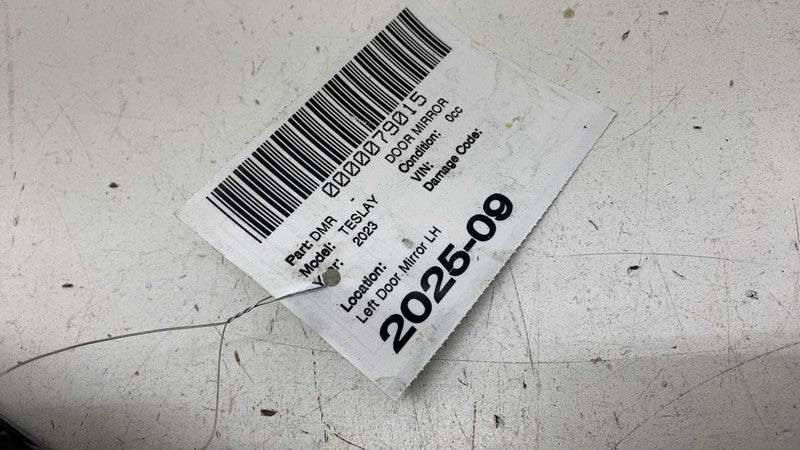 0000079015
Part: DMR - DOOR MIRROR
Model: TESLAY Condition: 0cc
Year: 2023 VIN:
Damage Code:
Location:
Left Door Mirror LH
2025-09